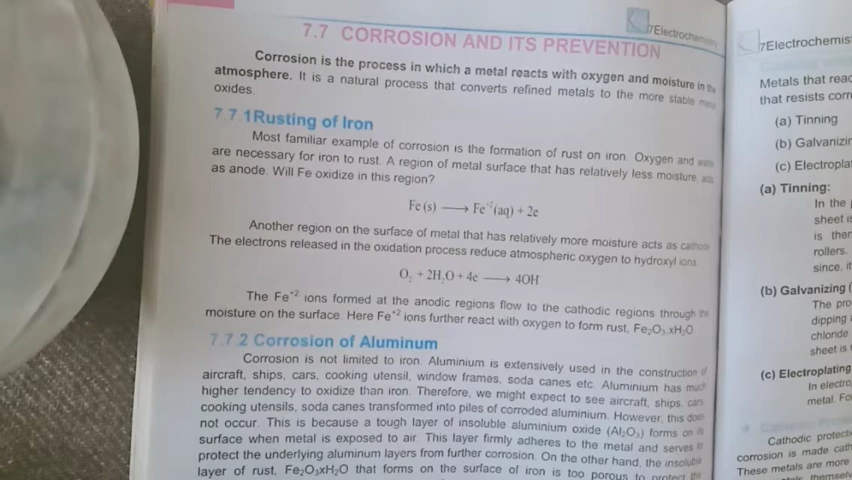 7Electrochemistry
7.7 CORROSION AND ITS PREVENTION
Corrosion is the process in which a metal reacts with oxygen and moisture in the
atmosphere. It is a natural process that converts refined metals to the more stable metal
oxides.
7.7.1Rusting of Iron
Most familiar example of corrosion is the formation of rust on iron. Oxygen and water
are necessary for iron to rust. A region of metal surface that has relatively less moisture, acts
as anode. Will Fe oxidize in this region?
Fe (s) ⟶ Fe⁺²(aq) + 2e
Another region on the surface of metal that has relatively more moisture acts as cathode
The electrons released in the oxidation process reduce atmospheric oxygen to hydroxyl ions.
O₂ + 2H₂O + 4e ⟶ 4OH
The Fe⁺² ions formed at the anodic regions flow to the cathodic regions through the
moisture on the surface. Here Fe⁺² ions further react with oxygen to form rust, Fe₂O₃.xH₂O
7.7.2 Corrosion of Aluminum
Corrosion is not limited to iron. Aluminium is extensively used in the construction of
aircraft, ships, cars, cooking utensil, window frames, soda canes etc. Aluminium has much
higher tendency to oxidize than iron. Therefore, we might expect to see aircraft, ships, cars
cooking utensils, soda canes transformed into piles of corroded aluminium. However, this does
not occur. This is because a tough layer of insoluble aluminium oxide (Al₂O₃) forms on its
surface when metal is exposed to air. This layer firmly adheres to the metal and serves to
protect the underlying aluminum layers from further corrosion. On the other hand, the insoluble
layer of rust, Fe₂O₃xH₂O that forms on the surface of iron is too porous to protect the
7Electrochemist
Metals that reac
that resists corr
(a) Tinning
(b) Galvanizin
(c) Electroplat
(a) Tinning:
In the
sheet is
is then
rollers.
since, it
(b) Galvanizing (
The pro
dipping
chloride
sheet is
(c) Electroplating
In electro
metal. Fo
Cathodic protecti
corrosion is made cath
These metals are more
themselv